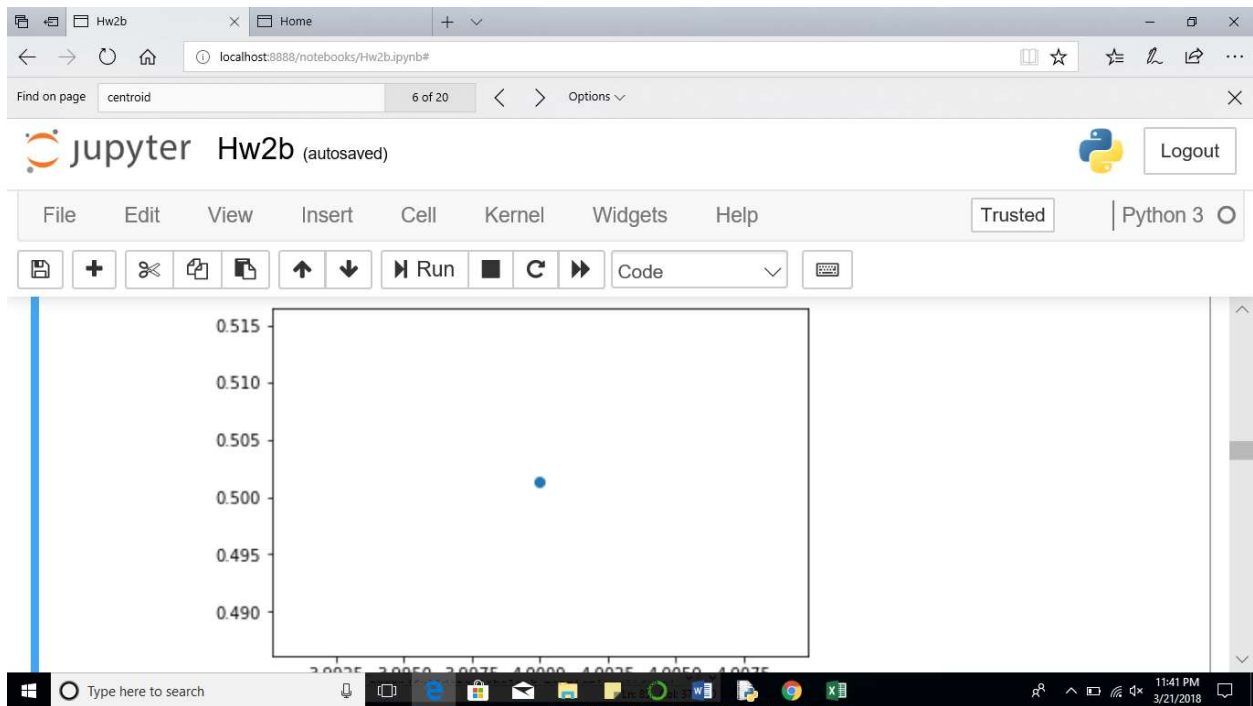 Hw2b Home
localhost:8888/notebooks/Hw2b.ipynb#
Find on page centroid 6 of 20 Options
jupyter Hw2b (autosaved) Logout
File Edit View Insert Cell Kernel Widgets Help Trusted Python 3
Run Code
0.515
0.510
0.505
0.500
0.495
0.490
Type here to search
11:41 PM
3/21/2018